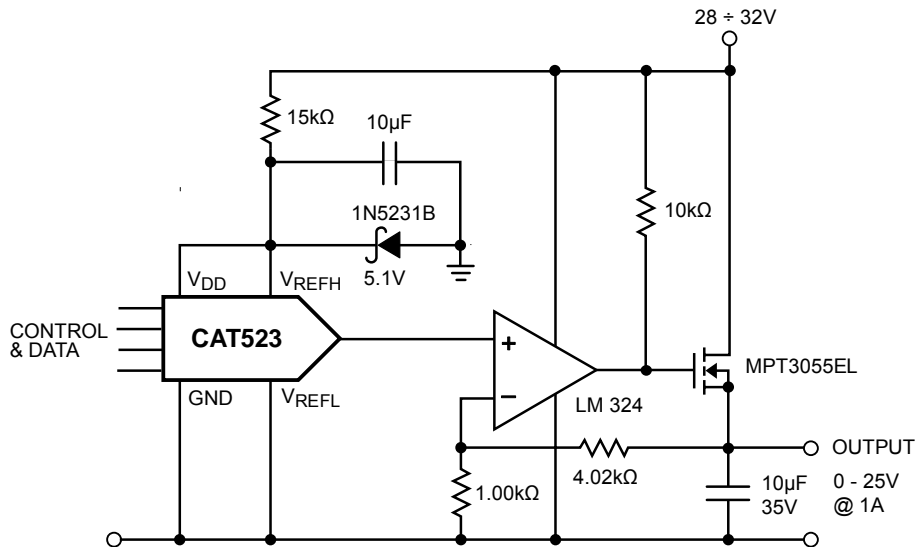 28 ÷ 32V
15kΩ
10µF
1N5231B
10kΩ
5.1V
VDD
VREFH
CONTROL
& DATA
CAT523
+
MPT3055EL
GND
VREFL
–
LM 324
4.02kΩ
OUTPUT
1.00kΩ
10µF
35V
0 - 25V
@ 1A